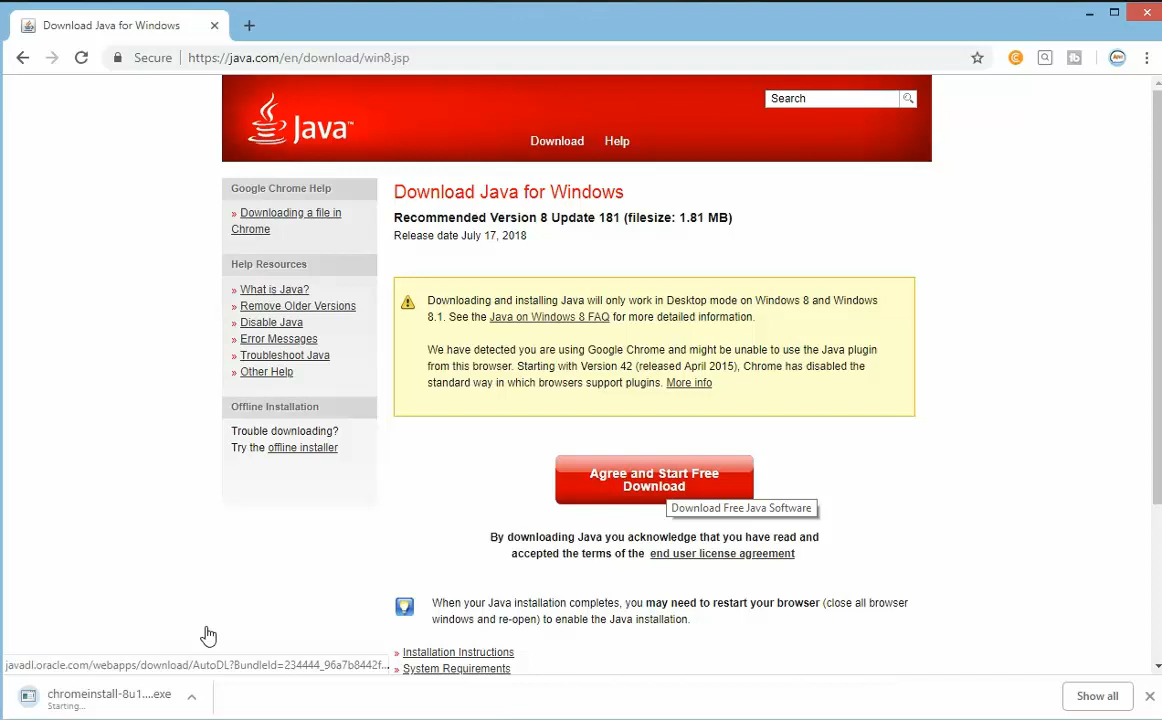 Download Java for Windows
Secure https://java.com/en/download/win8.jsp
Java™
Search
Download Help
Google Chrome Help
» Downloading a file in
Chrome
Help Resources
» What is Java?
» Remove Older Versions
» Disable Java
» Error Messages
» Troubleshoot Java
» Other Help
Offline Installation
Trouble downloading?
Try the offline installer
Download Java for Windows
Recommended Version 8 Update 181 (filesize: 1.81 MB)
Release date July 17, 2018
Downloading and installing Java will only work in Desktop mode on Windows 8 and Windows
8.1. See the Java on Windows 8 FAQ for more detailed information.
We have detected you are using Google Chrome and might be unable to use the Java plugin
from this browser. Starting with Version 42 (released April 2015), Chrome has disabled the
standard way in which browsers support plugins. More info
Agree and Start Free
Download
Download Free Java Software
By downloading Java you acknowledge that you have read and
accepted the terms of the end user license agreement
When your Java installation completes, you may need to restart your browser (close all browser
windows and re-open) to enable the Java installation.
» Installation Instructions
» System Requirements
javadl.oracle.com/webapps/download/AutoDL?BundleId=234444_96a7b8442f...
chromeinstall-8u1....exe
Starting...
Show all